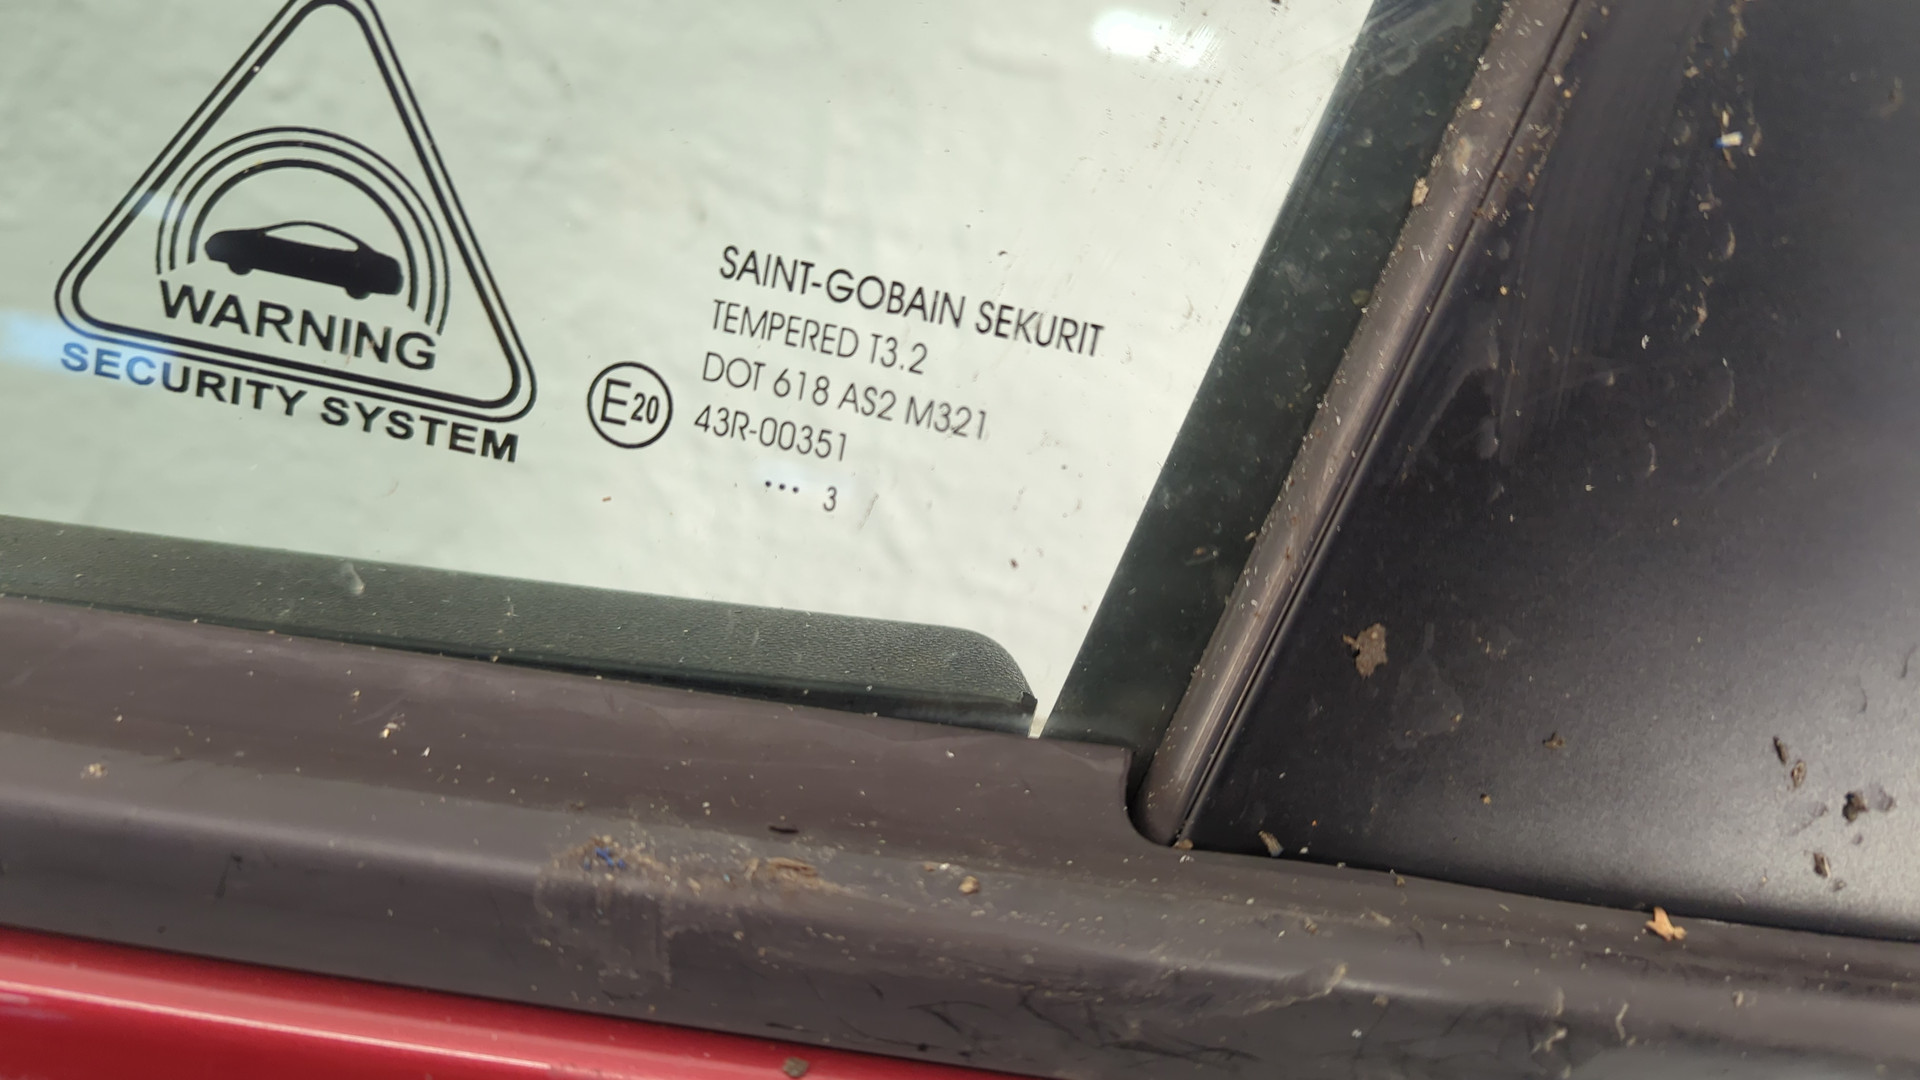 WARNING
SECURITY SYSTEM
E20
SAINT-GOBAIN SEKURIT
TEMPERED T3.2
DOT 618 AS2 M321
43R-00351
••• 3